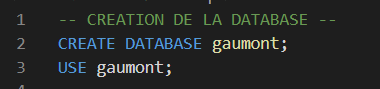 1 -- CREATION DE LA DATABASE --
2 CREATE DATABASE gaumont;
3 USE gaumont;